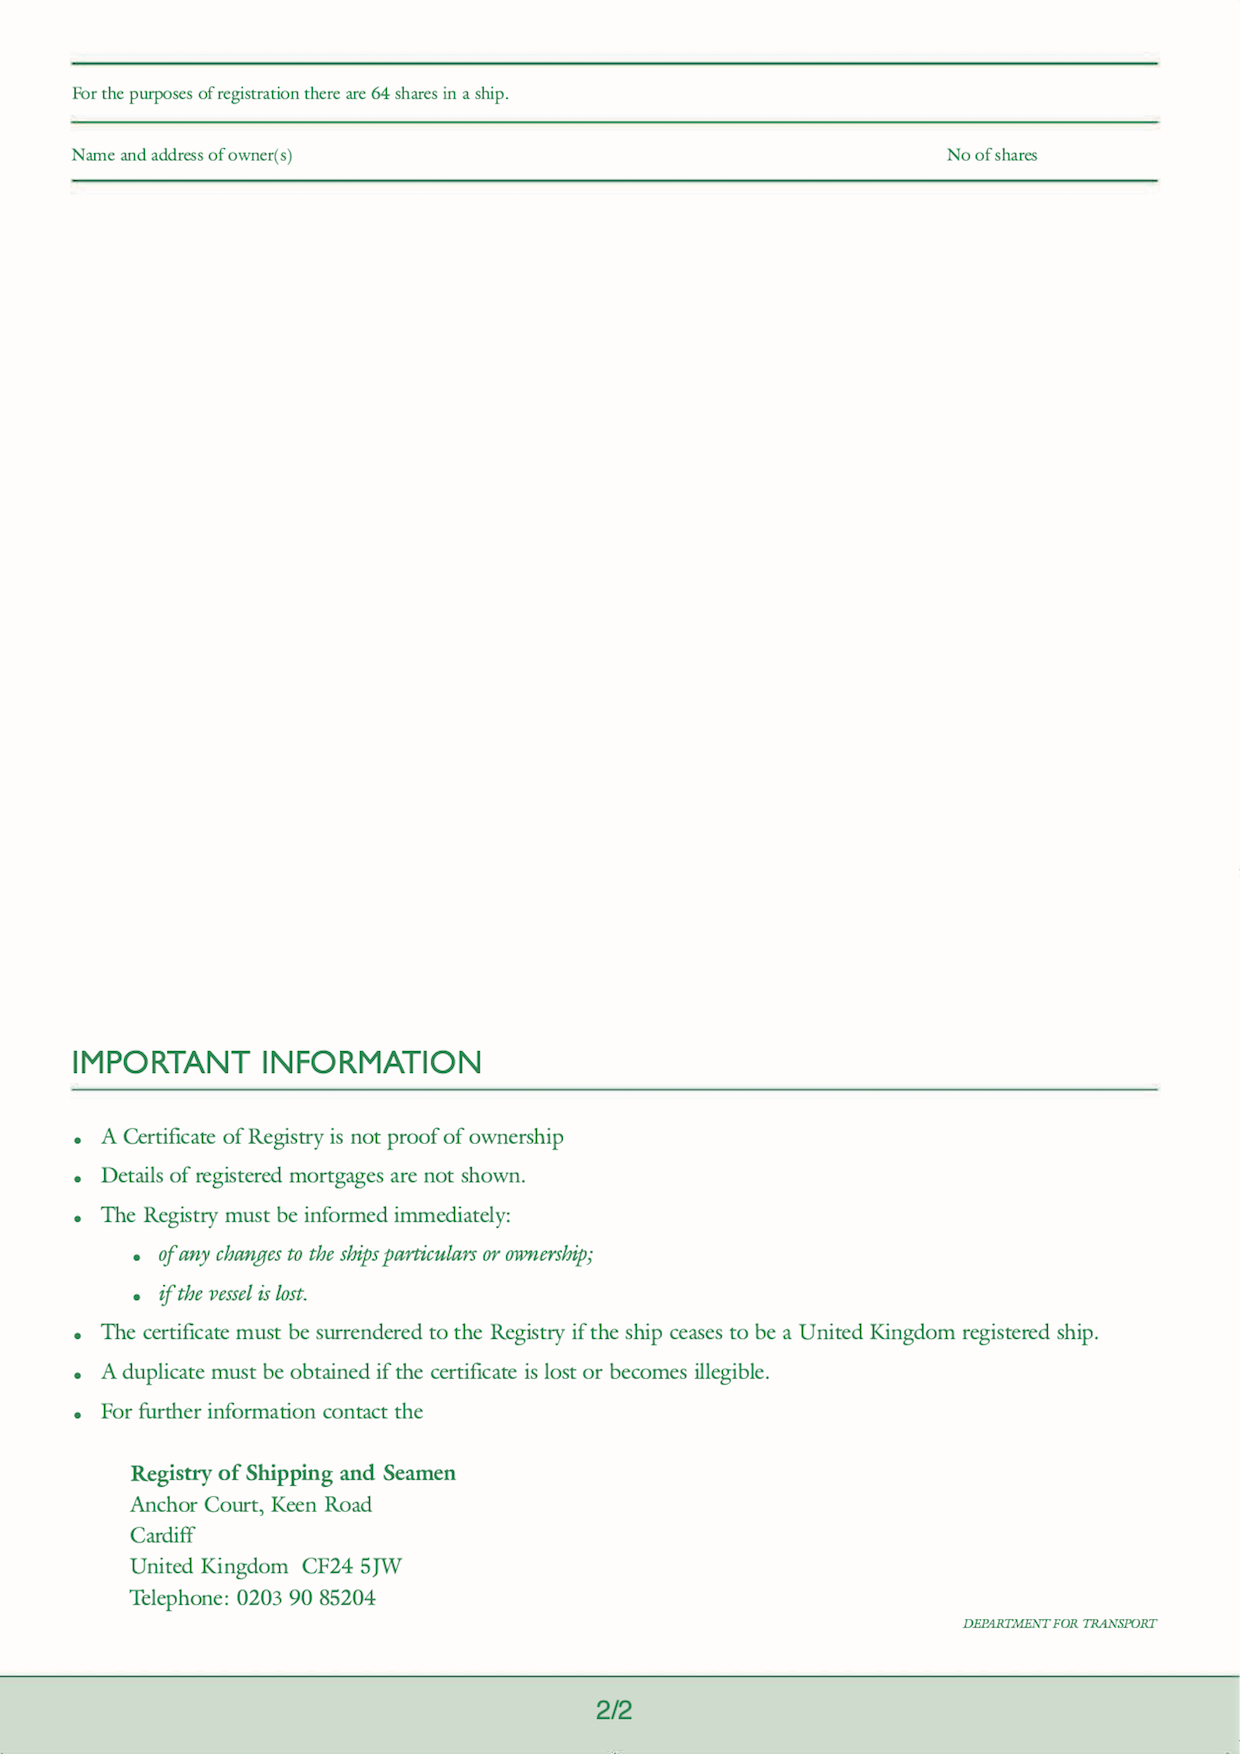 For the purposes of registration there are 64 shares in a ship.
Name and address of owner(s) No of shares
IMPORTANT INFORMATION
• A Certificate of Registry is not proof of ownership
• Details of registered mortgages are not shown.
• The Registry must be informed immediately:
• of any changes to the ships particulars or ownership;
• if the vessel is lost.
• The certificate must be surrendered to the Registry if the ship ceases to be a United Kingdom registered ship.
• A duplicate must be obtained if the certificate is lost or becomes illegible.
• For further information contact the
Registry of Shipping and Seamen
Anchor Court, Keen Road
Cardiff
United Kingdom CF24 5JW
Telephone: 0203 90 85204
DEPARTMENT FOR TRANSPORT
2/2